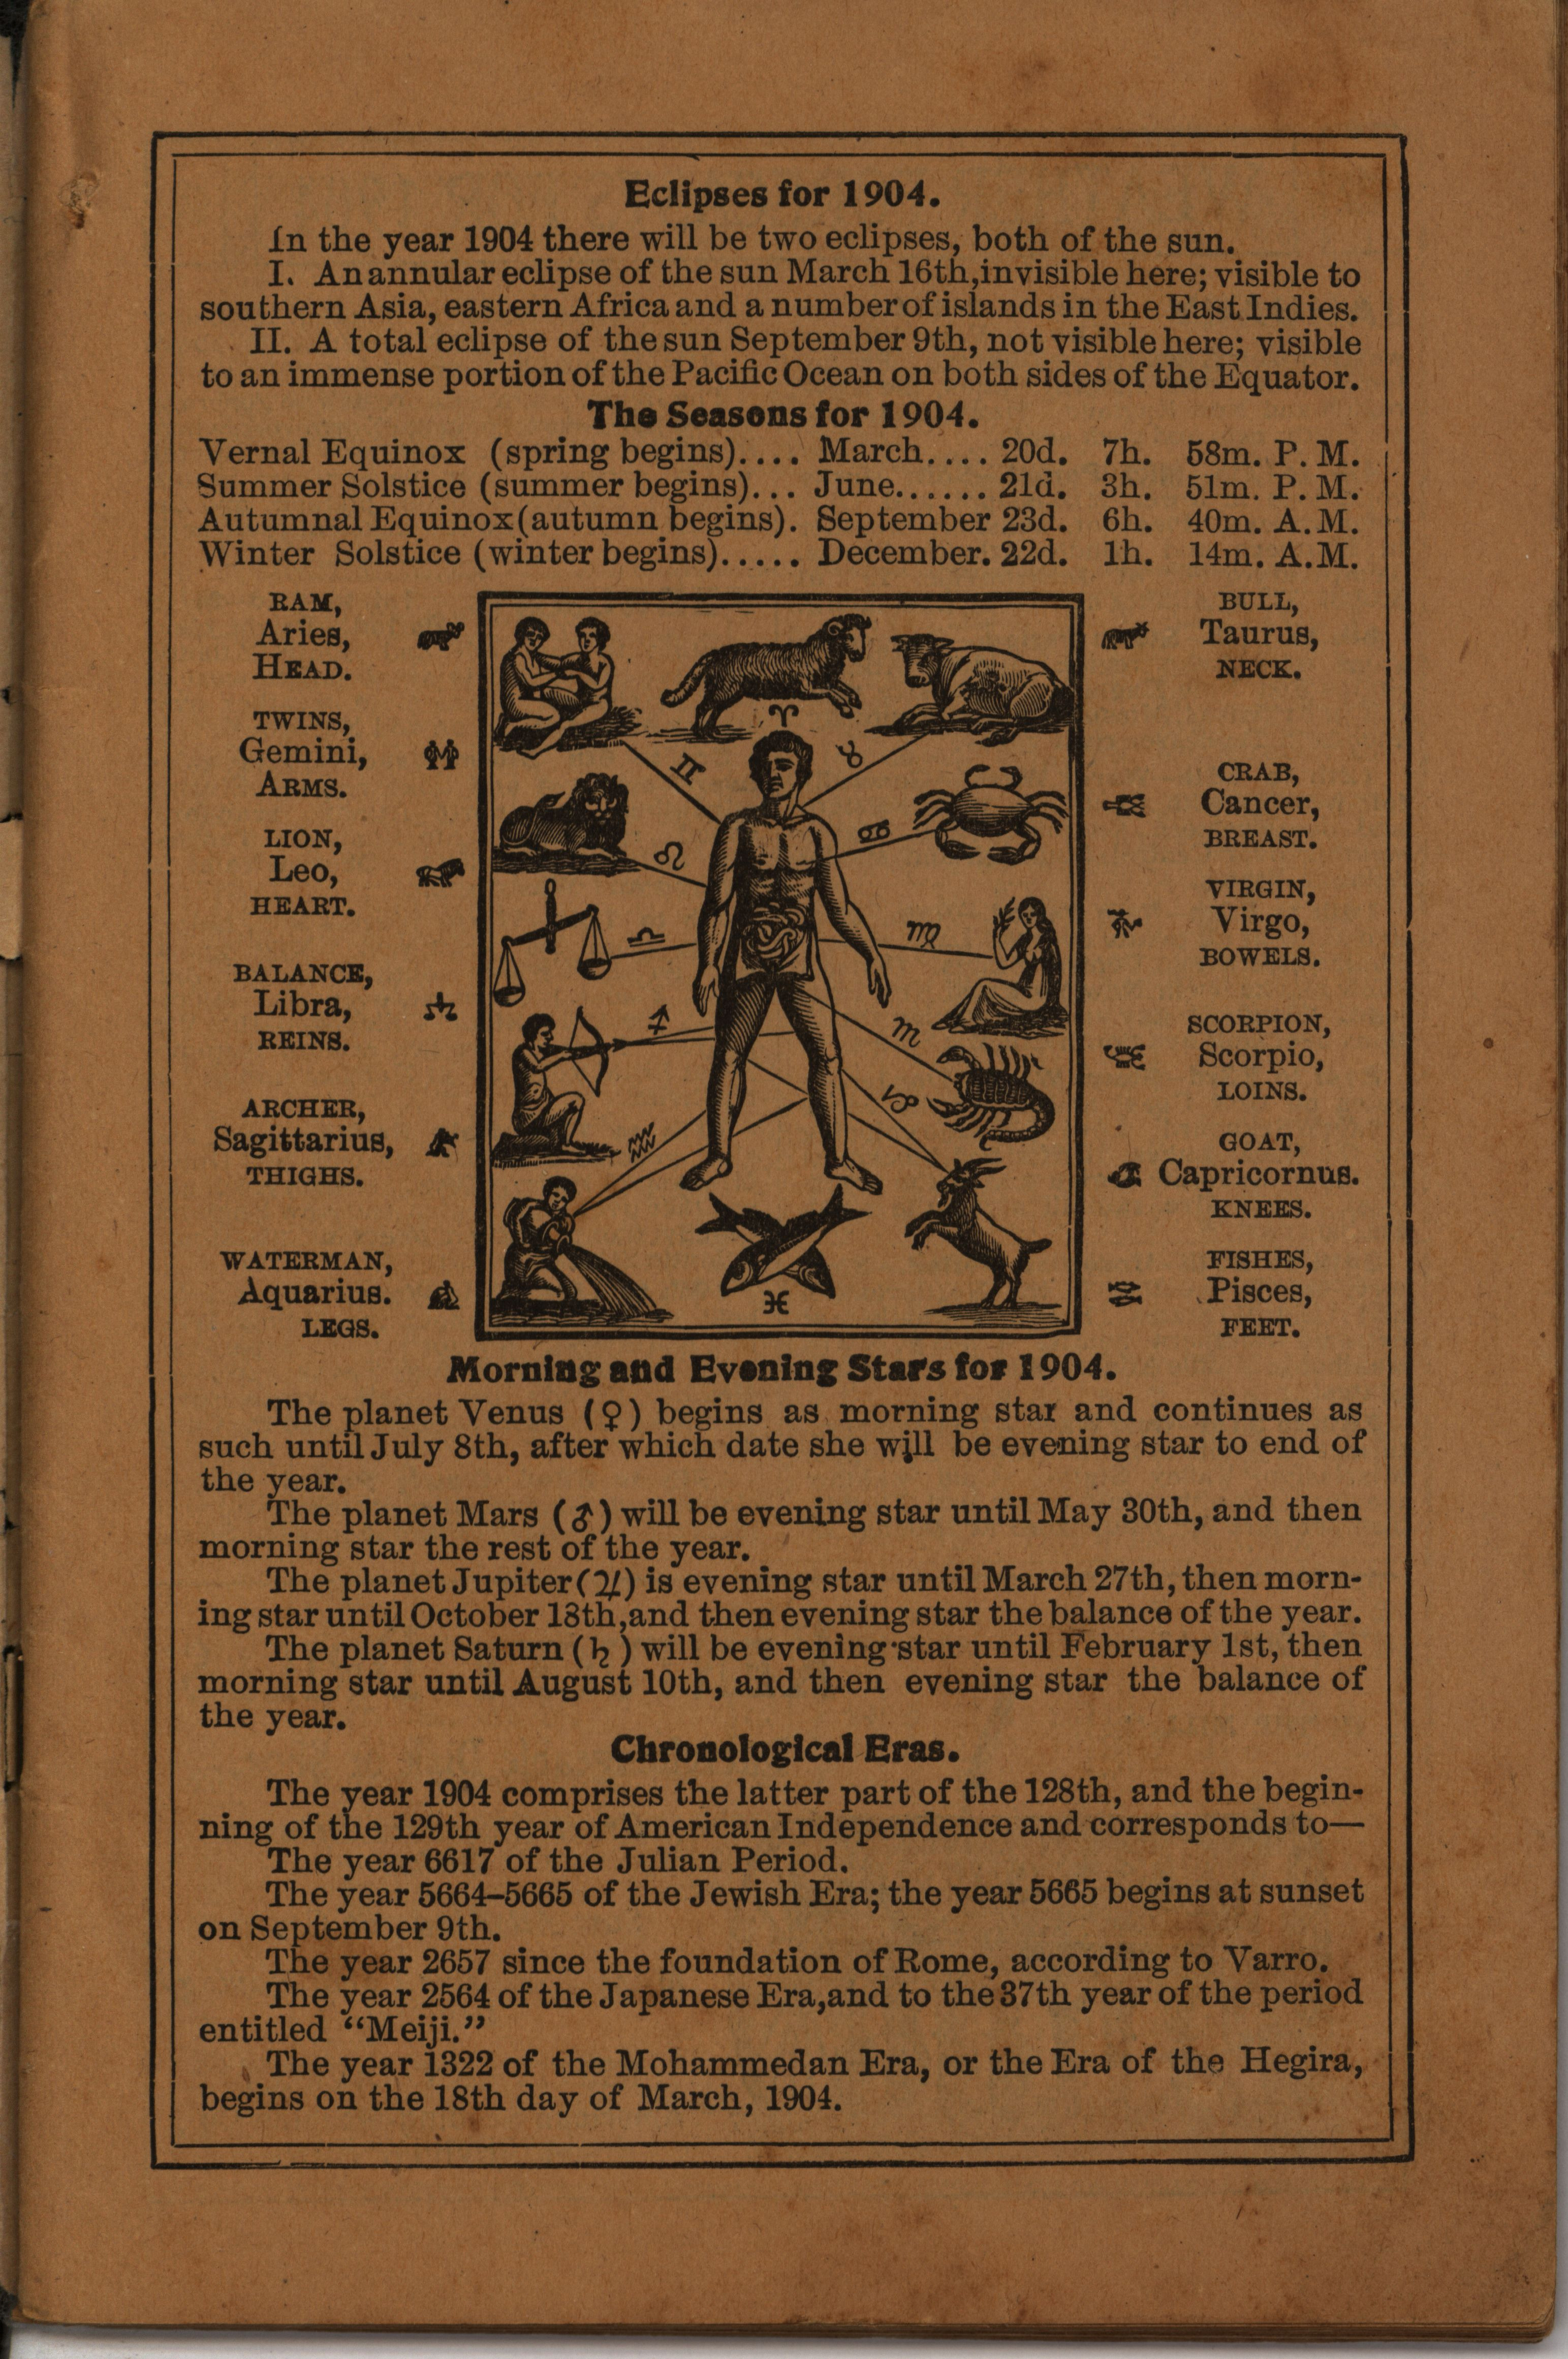 Eclipses for 1904.
In the year 1904 there will be two eclipses, both of the sun.
I. An annular eclipse of the sun March 16th, invisible here; visible to
southern Asia, eastern Africa and a number of islands in the East Indies.
II. A total eclipse of the sun September 9th, not visible here; visible
to an immense portion of the Pacific Ocean on both sides of the Equator.
The Seasons for 1904.
Vernal Equinox (spring begins).... March.... 20d. 7h. 58m. P. M.
Summer Solstice (summer begins)... June...... 21d. 3h. 51m. P. M.
Autumnal Equinox (autumn begins). September 23d. 6h. 40m. A. M.
Winter Solstice (winter begins)..... December. 22d. 1h. 14m. A. M.
RAM,
Aries,
HEAD.
TWINS,
Gemini,
ARMS.
LION,
Leo,
HEART.
BALANCE,
Libra,
REINS.
ARCHER,
Sagittarius,
THIGHS.
WATERMAN,
Aquarius.
LEGS.
♈
♊
♉
♌
♋
♎
♍
♐
♏
♑
♒
♓
BULL,
Taurus,
NECK.
CRAB,
Cancer,
BREAST.
VIRGIN,
Virgo,
BOWELS.
SCORPION,
Scorpio,
LOINS.
GOAT,
Capricornus.
KNEES.
FISHES,
Pisces,
FEET.
Morning and Evening Stars for 1904.
The planet Venus (♀) begins as morning star and continues as
such until July 8th, after which date she will be evening star to end of
the year.
The planet Mars (♂) will be evening star until May 30th, and then
morning star the rest of the year.
The planet Jupiter (♃) is evening star until March 27th, then morn-
ing star until October 18th, and then evening star the balance of the year.
The planet Saturn (♄) will be evening star until February 1st, then
morning star until August 10th, and then evening star the balance of
the year.
Chronological Eras.
The year 1904 comprises the latter part of the 128th, and the begin-
ning of the 129th year of American Independence and corresponds to—
The year 6617 of the Julian Period.
The year 5664–5665 of the Jewish Era; the year 5665 begins at sunset
on September 9th.
The year 2657 since the foundation of Rome, according to Varro.
The year 2564 of the Japanese Era, and to the 37th year of the period
entitled “Meiji.”
The year 1322 of the Mohammedan Era, or the Era of the Hegira,
begins on the 18th day of March, 1904.